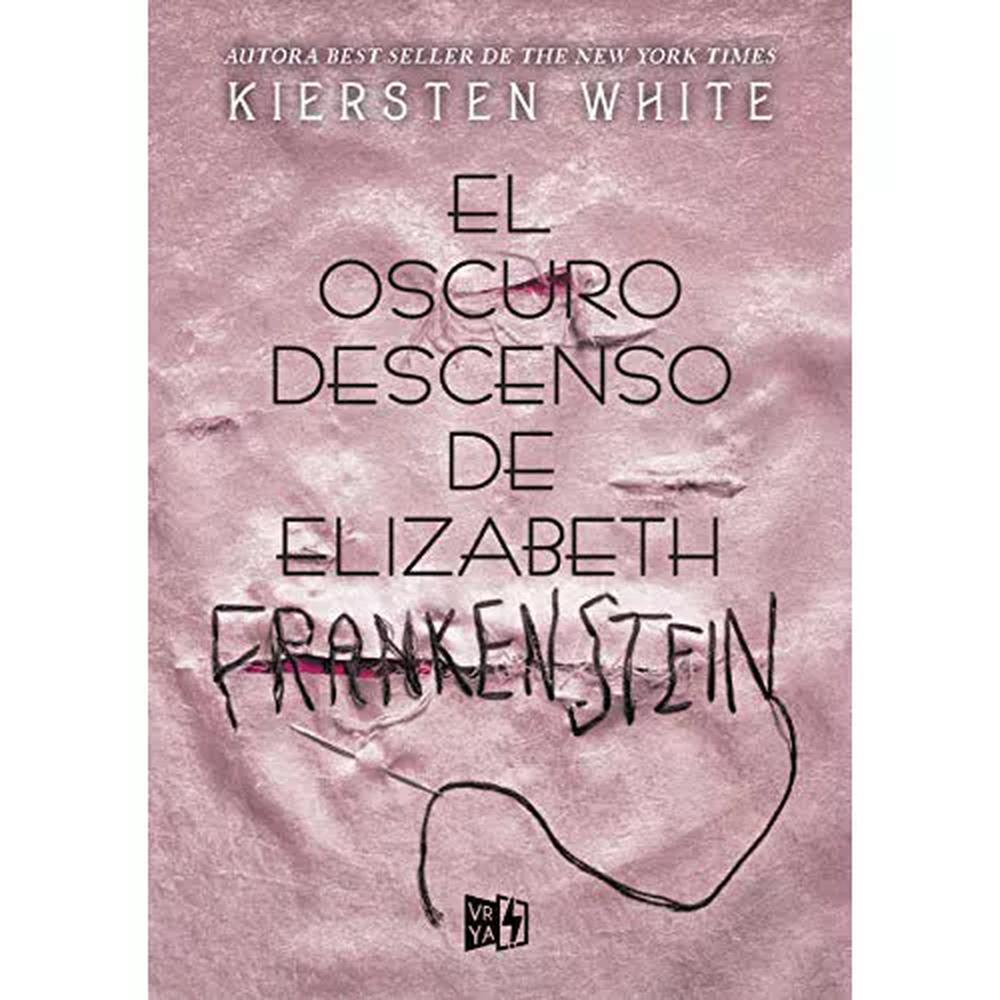 AUTORA BEST SELLER DE THE NEW YORK TIMES
KIERSTEN WHITE
EL
OSCURO
DESCENSO
DE
ELIZABETH
FRANKENSTEIN
VR
YA